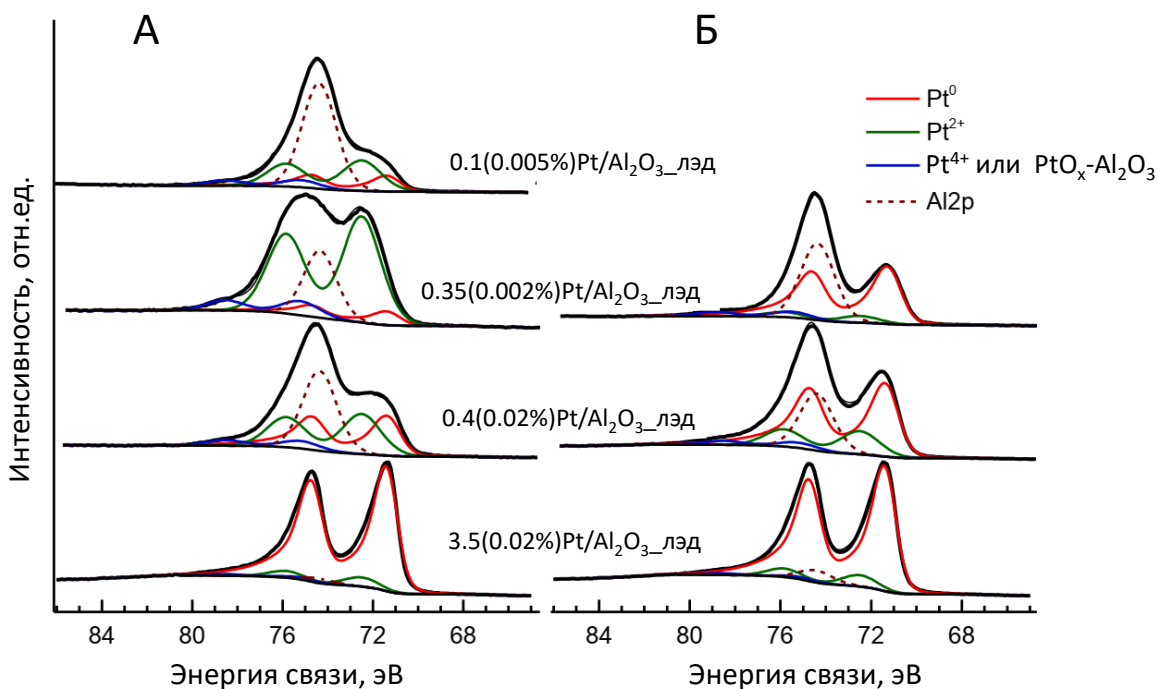 А
Б
Pt⁰
Pt²⁺
Pt⁴⁺ или PtOₓ-Al₂O₃
Al2p
0.1(0.005%)Pt/Al₂O₃_лэд
0.35(0.002%)Pt/Al₂O₃_лэд
0.4(0.02%)Pt/Al₂O₃_лэд
3.5(0.02%)Pt/Al₂O₃_лэд
Интенсивность, отн.ед.
84 80 76 72 68
84 80 76 72 68
Энергия связи, эВ
Энергия связи, эВ